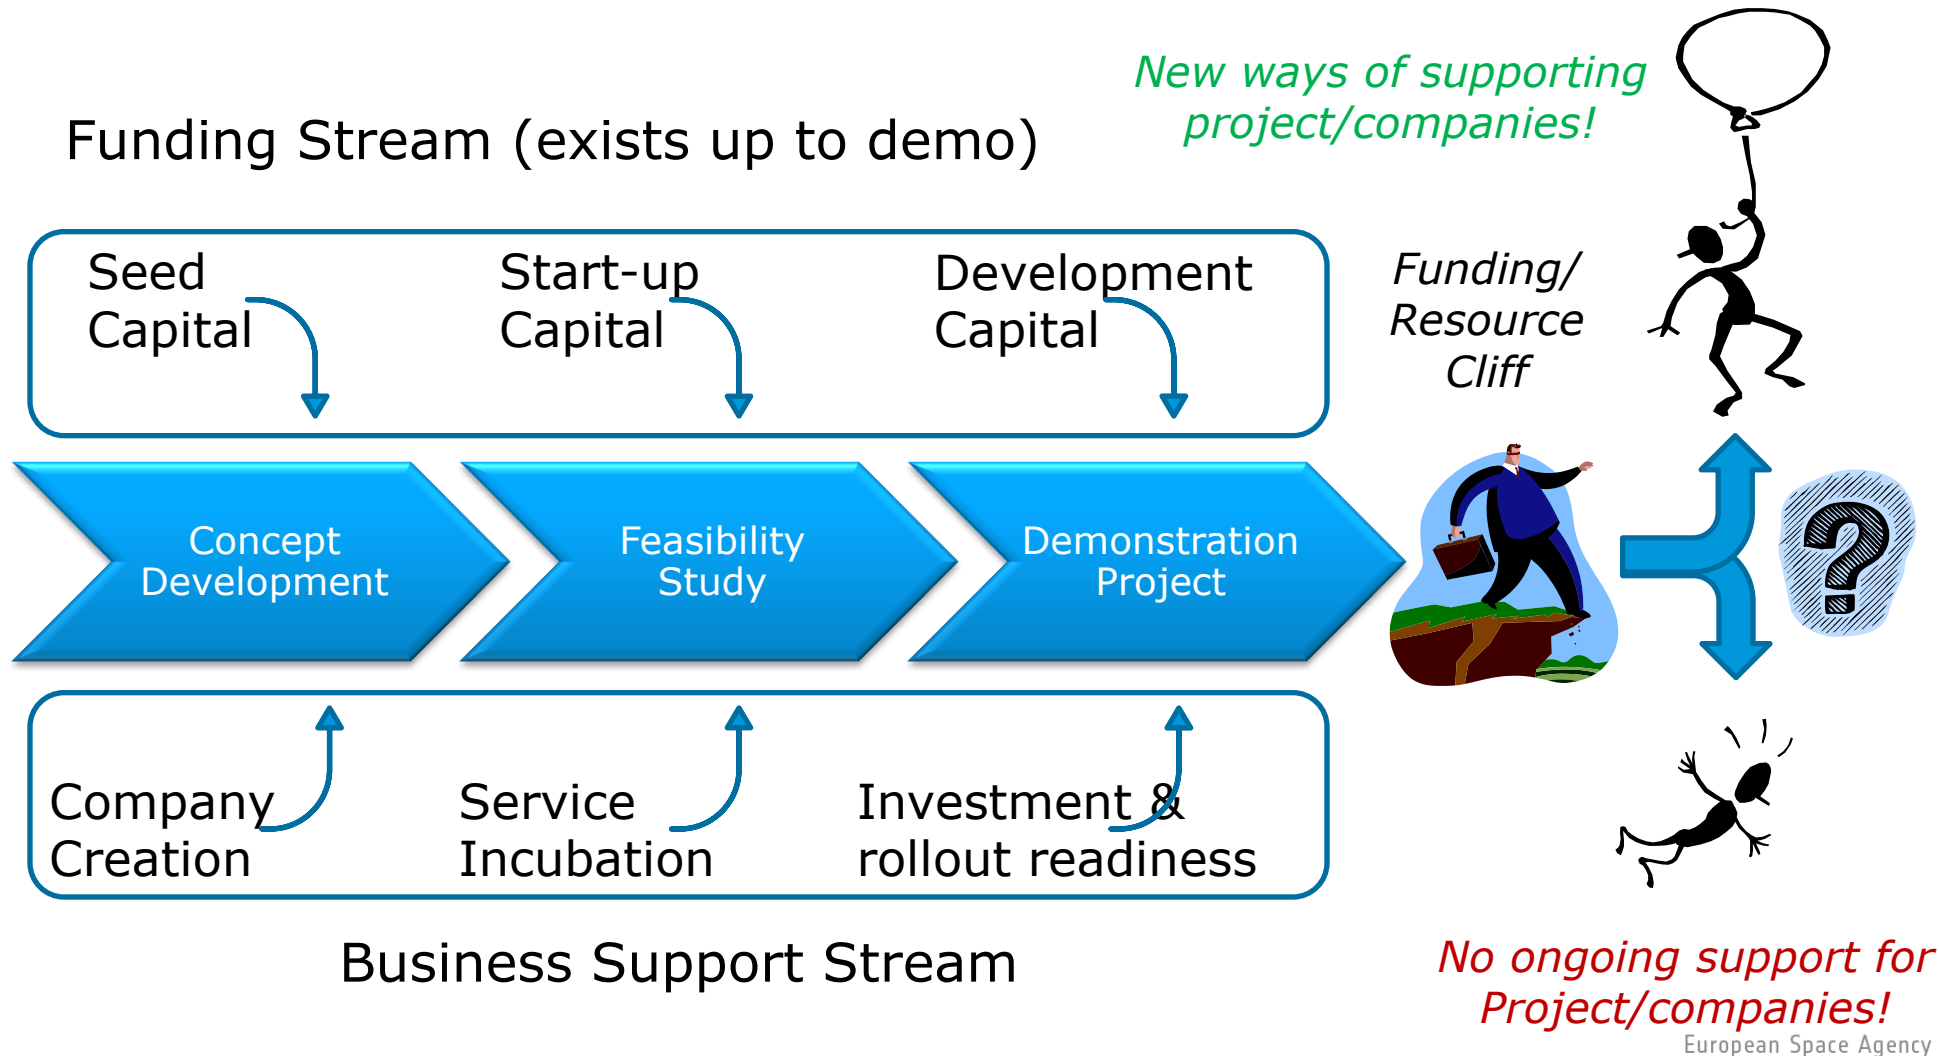 New ways of supporting
project/companies!
Funding Stream (exists up to demo)
Seed
Capital
Start-up
Capital
Development
Capital
Funding/
Resource
Cliff
Concept
Development
Feasibility
Study
Demonstration
Project
?
Company
Creation
Service
Incubation
Investment &
rollout readiness
Business Support Stream
No ongoing support for
Project/companies!
European Space Agency